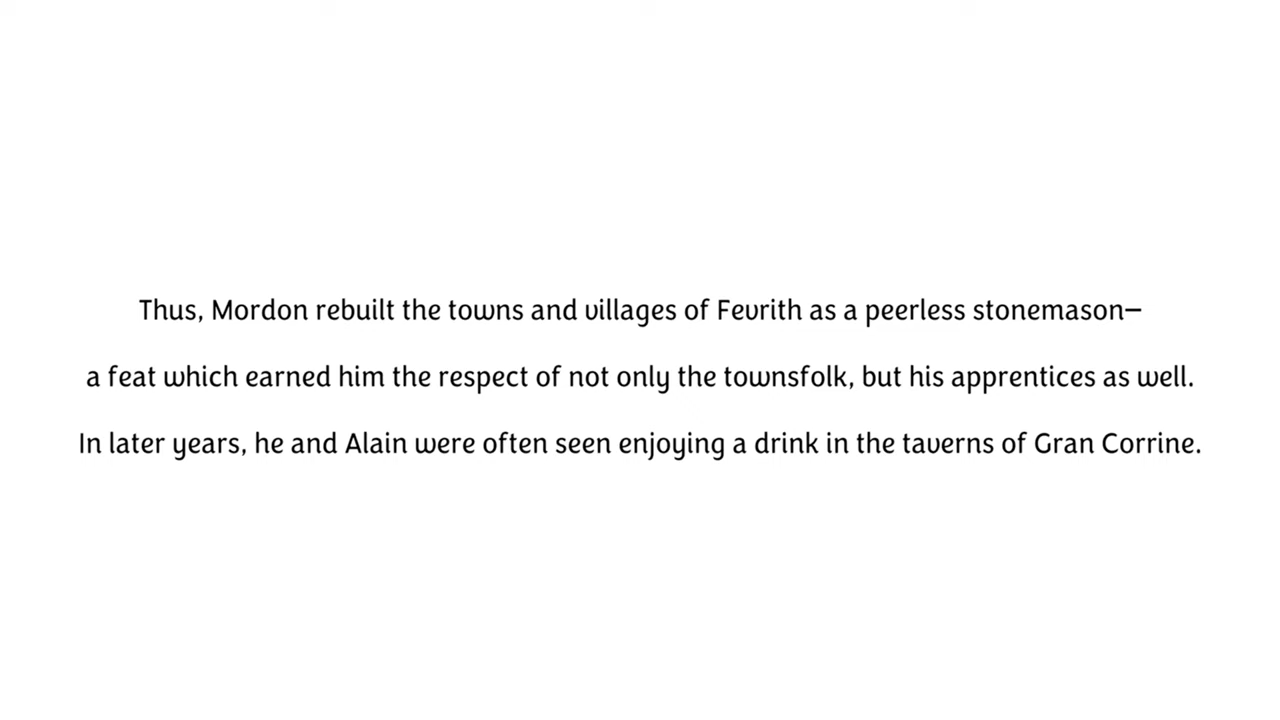 Thus, Mordon rebuilt the towns and villages of Fevrith as a peerless stonemason—
a feat which earned him the respect of not only the townsfolk, but his apprentices as well.
In later years, he and Alain were often seen enjoying a drink in the taverns of Gran Corrine.